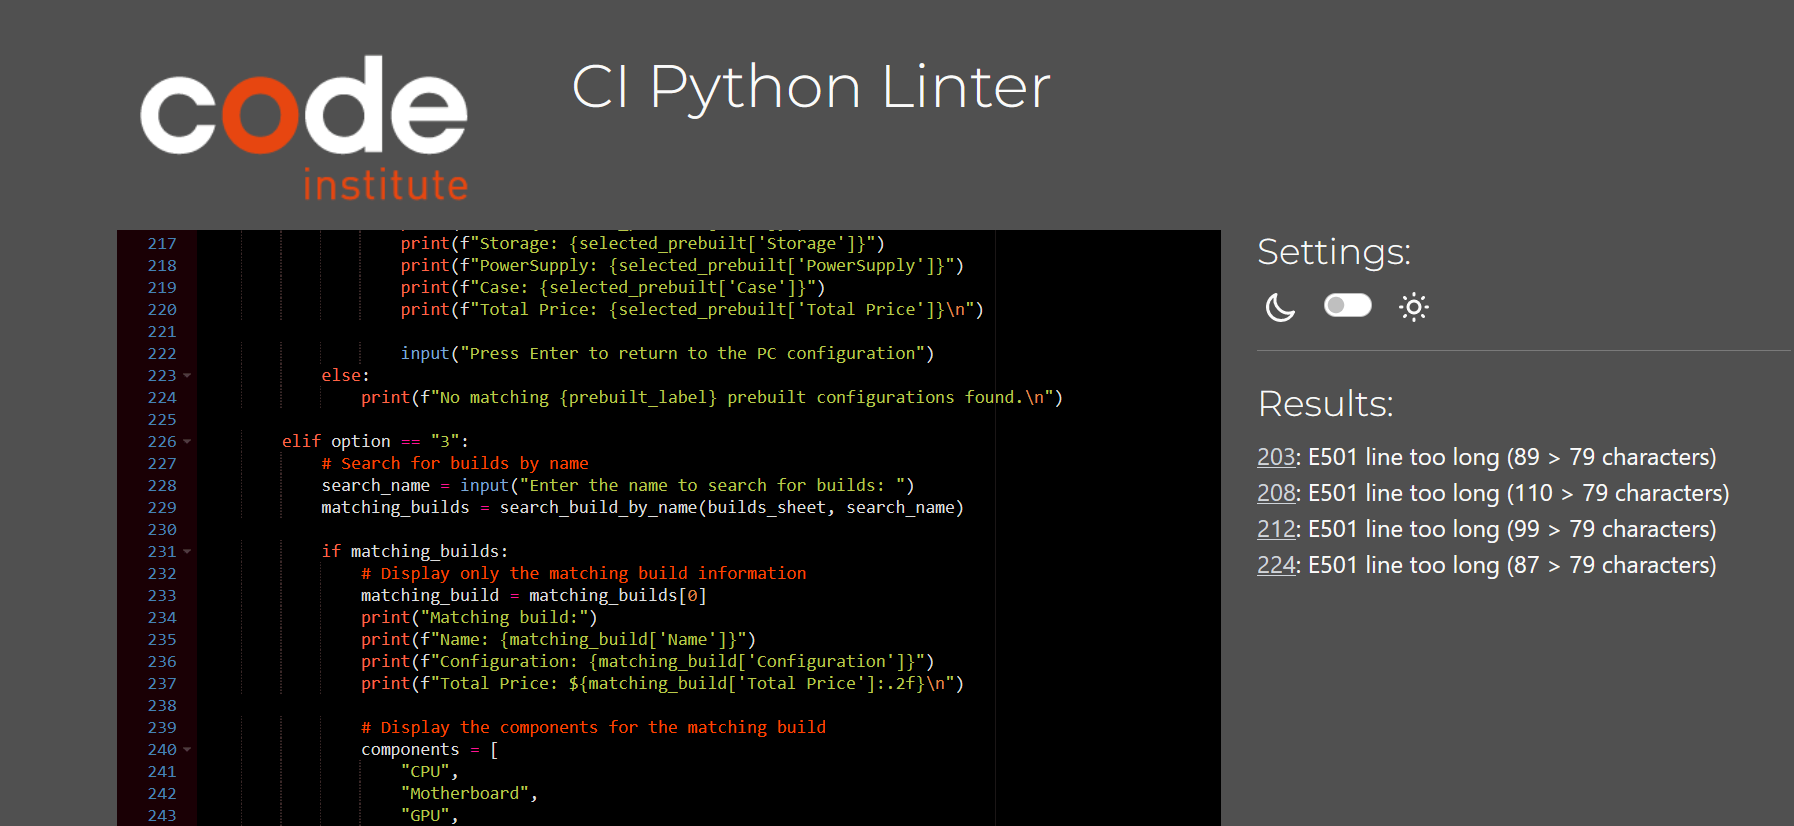 code
institute
CI Python Linter
217 print(f"Storage: {selected_prebuilt['Storage']}")
218 print(f"PowerSupply: {selected_prebuilt['PowerSupply']}")
219 print(f"Case: {selected_prebuilt['Case']}")
220 print(f"Total Price: {selected_prebuilt['Total Price']}\n")
221
222 input("Press Enter to return to the PC configuration")
223 else:
224 print(f"No matching {prebuilt_label} prebuilt configurations found.\n")
225
226 elif option == "3":
227 # Search for builds by name
228 search_name = input("Enter the name to search for builds: ")
229 matching_builds = search_build_by_name(builds_sheet, search_name)
230
231 if matching_builds:
232 # Display only the matching build information
233 matching_build = matching_builds[0]
234 print("Matching build:")
235 print(f"Name: {matching_build['Name']}")
236 print(f"Configuration: {matching_build['Configuration']}")
237 print(f"Total Price: ${matching_build['Total Price']:.2f}\n")
238
239 # Display the components for the matching build
240 components = [
241 "CPU",
242 "Motherboard",
243 "GPU",
Settings:
Results:
203: E501 line too long (89 > 79 characters)
208: E501 line too long (110 > 79 characters)
212: E501 line too long (99 > 79 characters)
224: E501 line too long (87 > 79 characters)